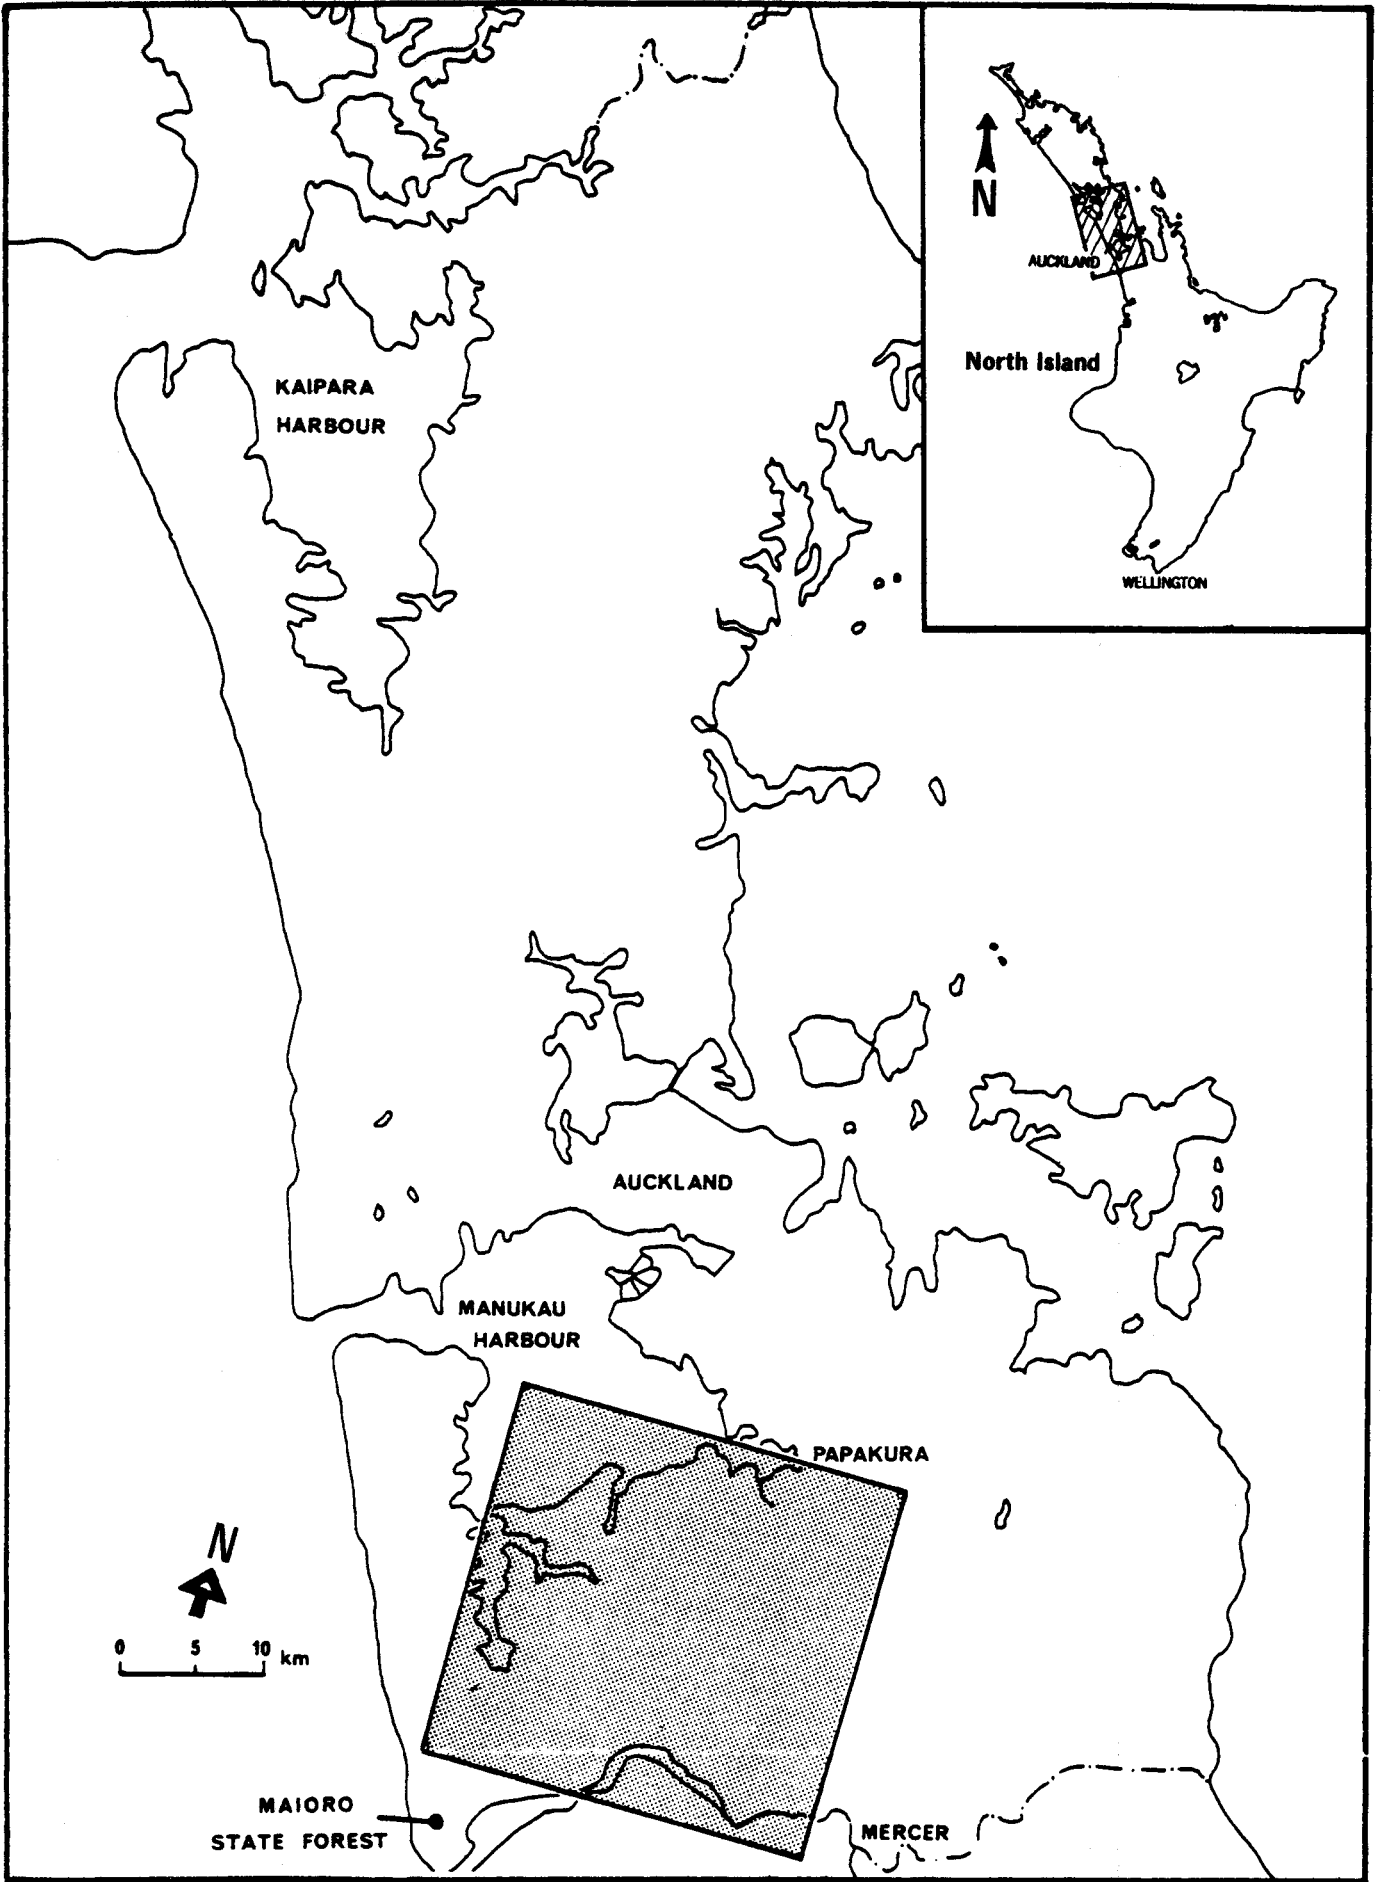 N
AUCKLAND
North Island
WELLINGTON
KAIPARA
HARBOUR
AUCKLAND
MANUKAU
HARBOUR
PAPAKURA
N
0 5 10 km
MAIORO
STATE FOREST
MERCER